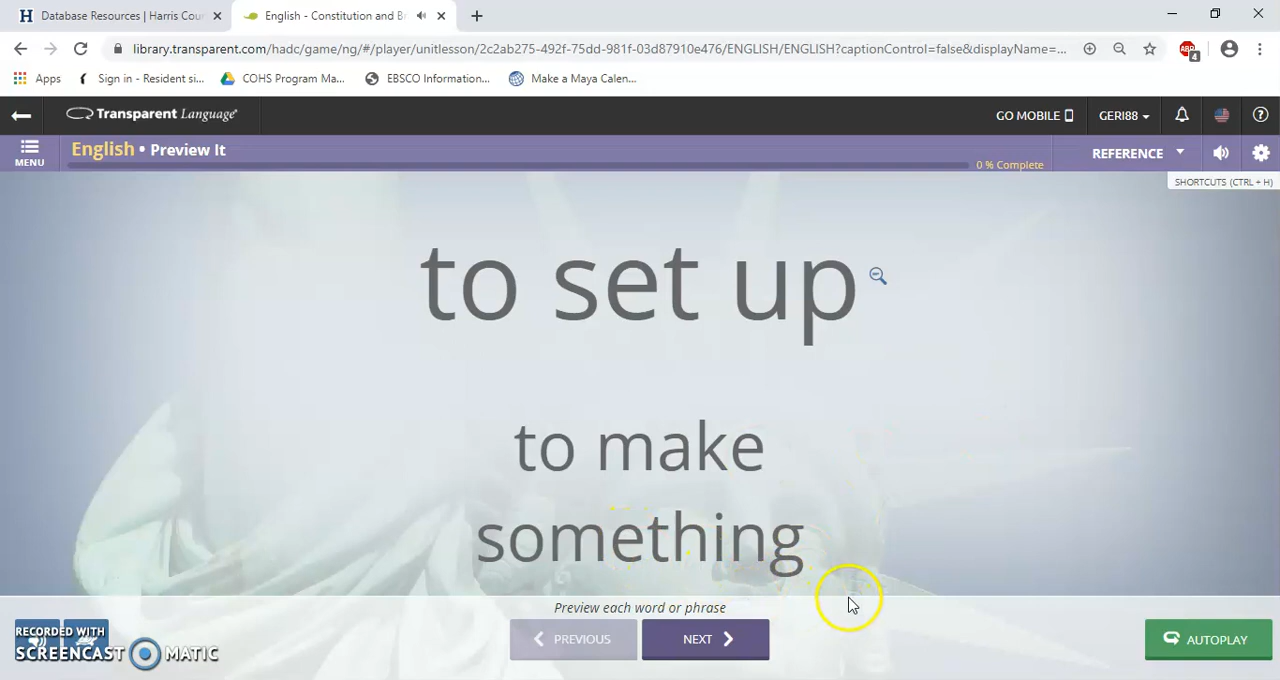 Database Resources | Harris Cour
English - Constitution and B
library.transparent.com/hadc/game/ng/#/player/unitlesson/2c2ab275-492f-75dd-981f-03d87910e476/ENGLISH/ENGLISH?captionControl=false&displayName=...
ABP
4
Apps
Sign in - Resident si...
COHS Program Ma...
EBSCO Information...
Make a Maya Calen...
Transparent Language
GO MOBILE
GERI88
MENU
English • Preview It
0 % Complete
REFERENCE
SHORTCUTS (CTRL + H)
to set up
to make
something
Preview each word or phrase
PREVIOUS
NEXT
AUTOPLAY
RECORDED WITH
SCREENCAST MATIC